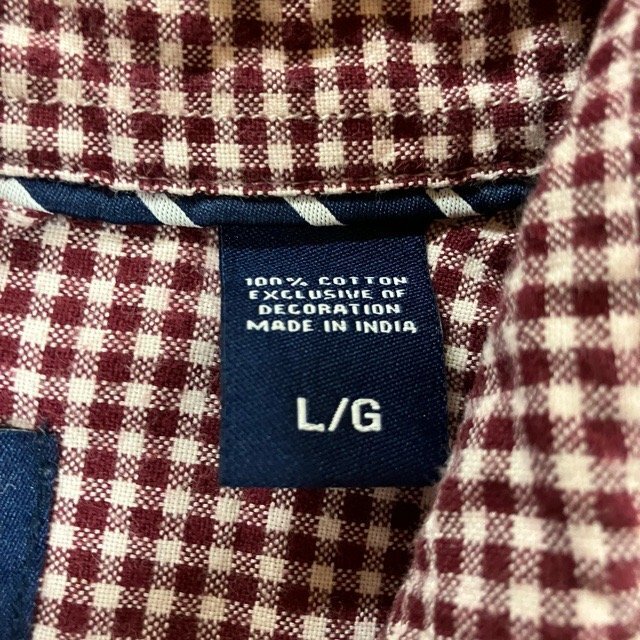 100% COTTON
EXCLUSIVE OF
DECORATION
MADE IN INDIA
L/G